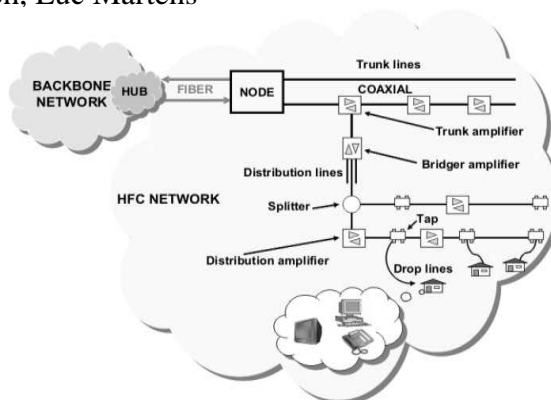 on, Luc Martens
Trunk lines
BACKBONE
NETWORK
HUB
FIBER
NODE
COAXIAL
Trunk amplifier
Bridger amplifier
Distribution lines
HFC NETWORK
Splitter
Tap
Distribution amplifier
Drop lines